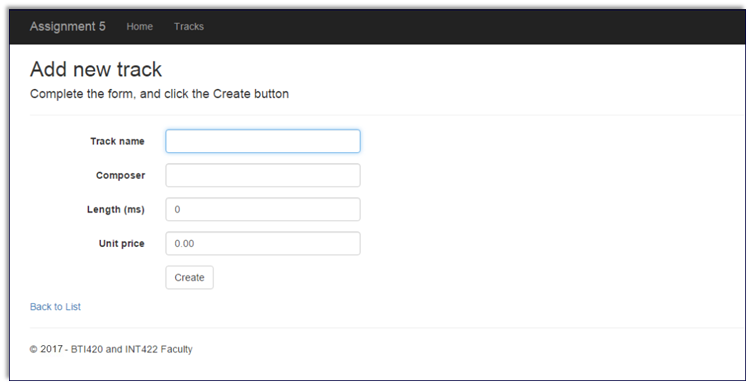 Assignment 5 Home Tracks
Add new track
Complete the form, and click the Create button
Track name
Composer
Length (ms) 0
Unit price 0.00
Create
Back to List
© 2017 - BTI420 and INT422 Faculty